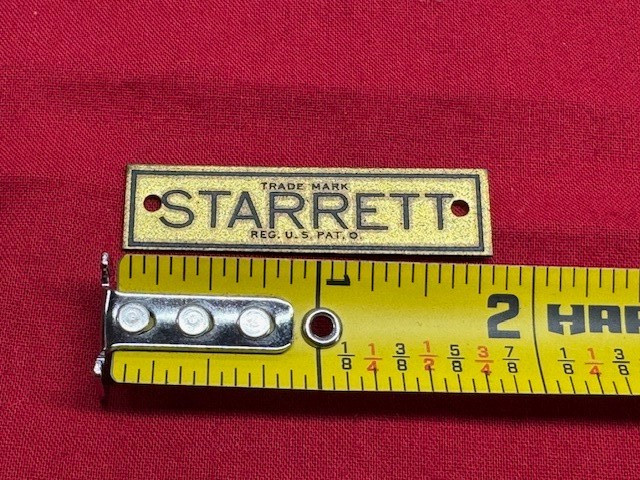 TRADE MARK
STARRETT
REG. U.S. PAT. O.
1
2
1/8 1/4 3/8 1/2 5/8 3/4 7/8
1/8 1/4 3/8